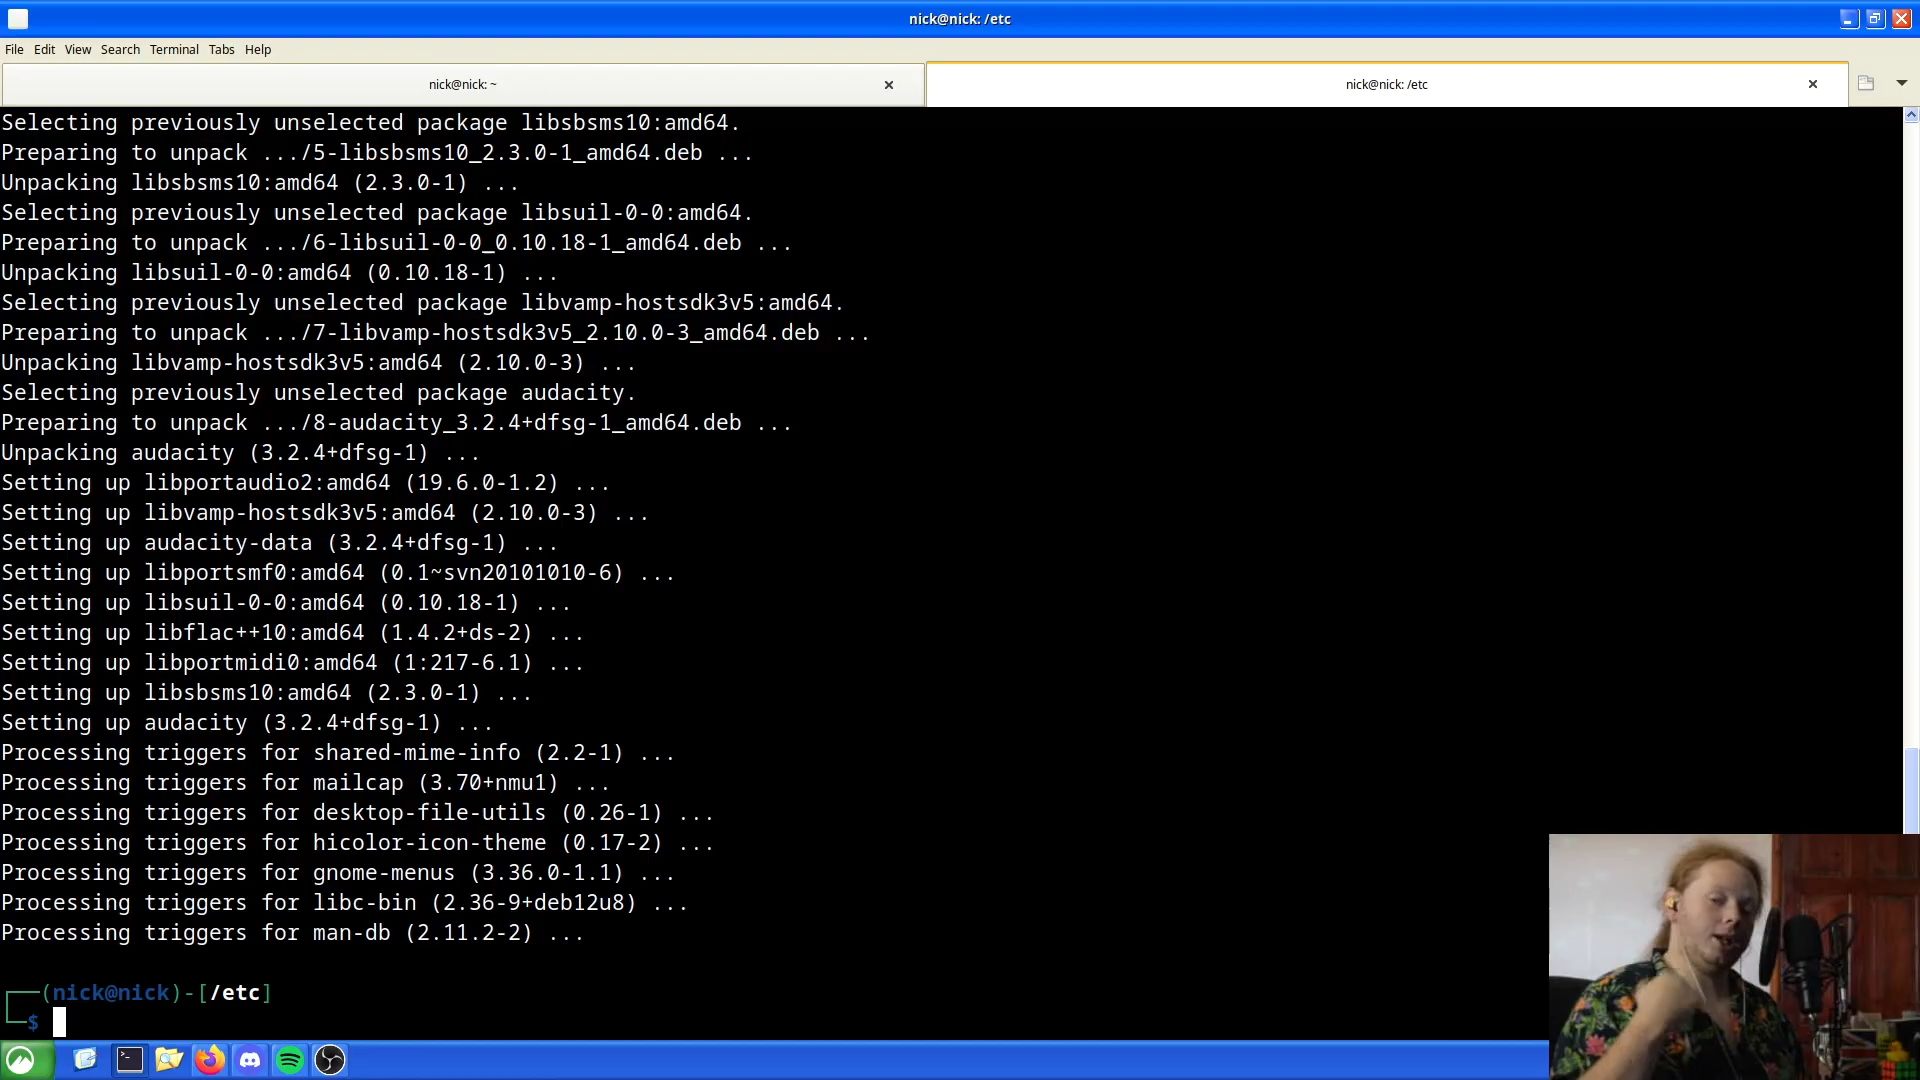 nick@nick: /etc
File Edit View Search Terminal Tabs Help
nick@nick: ~
nick@nick: /etc
Selecting previously unselected package libsbsms10:amd64.
Preparing to unpack .../5-libsbsms10_2.3.0-1_amd64.deb ...
Unpacking libsbsms10:amd64 (2.3.0-1) ...
Selecting previously unselected package libsuil-0-0:amd64.
Preparing to unpack .../6-libsuil-0-0_0.10.18-1_amd64.deb ...
Unpacking libsuil-0-0:amd64 (0.10.18-1) ...
Selecting previously unselected package libvamp-hostsdk3v5:amd64.
Preparing to unpack .../7-libvamp-hostsdk3v5_2.10.0-3_amd64.deb ...
Unpacking libvamp-hostsdk3v5:amd64 (2.10.0-3) ...
Selecting previously unselected package audacity.
Preparing to unpack .../8-audacity_3.2.4+dfsg-1_amd64.deb ...
Unpacking audacity (3.2.4+dfsg-1) ...
Setting up libportaudio2:amd64 (19.6.0-1.2) ...
Setting up libvamp-hostsdk3v5:amd64 (2.10.0-3) ...
Setting up audacity-data (3.2.4+dfsg-1) ...
Setting up libportsmf0:amd64 (0.1~svn20101010-6) ...
Setting up libsuil-0-0:amd64 (0.10.18-1) ...
Setting up libflac++10:amd64 (1.4.2+ds-2) ...
Setting up libportmidi0:amd64 (1:217-6.1) ...
Setting up libsbsms10:amd64 (2.3.0-1) ...
Setting up audacity (3.2.4+dfsg-1) ...
Processing triggers for shared-mime-info (2.2-1) ...
Processing triggers for mailcap (3.70+nmu1) ...
Processing triggers for desktop-file-utils (0.26-1) ...
Processing triggers for hicolor-icon-theme (0.17-2) ...
Processing triggers for gnome-menus (3.36.0-1.1) ...
Processing triggers for libc-bin (2.36-9+deb12u8) ...
Processing triggers for man-db (2.11.2-2) ...
┌──(nick@nick)-[/etc]
└─$